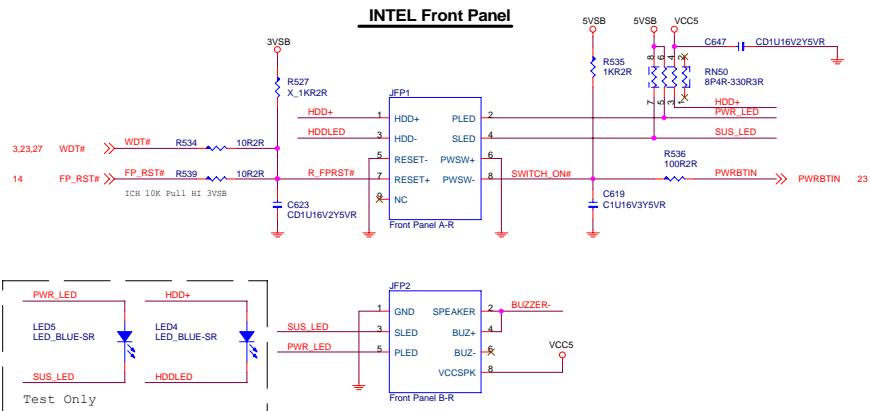 INTEL Front Panel
3VSB
5VSB
5VSB
VCC5
C647
CD1U16V2Y5VR
R527
X_1KR2R
R535
1KR2R
8
6
4
2
RN50
8P4R-330R3R
7
5
3
1
JFP1
HDD+
1
HDD+
PLED
2
HDD+
PWR_LED
HDDLED
3
HDD-
SLED
4
SUS_LED
3,23,27
WDT#
WDT#
R534
10R2R
5
RESET-
PWSW+
6
R536
100R2R
14
FP_RST#
FP_RST#
R539
10R2R
R_FPRST#
7
RESET+
PWSW-
8
SWITCH_ON#
PWRBTIN
PWRBTIN
23
ICH 10K Pull HI 3VSB
9
NC
C623
CD1U16V2Y5VR
C619
C1U16V3Y5VR
Front Panel A-R
JFP2
PWR_LED
HDD+
1
GND
SPEAKER
2
BUZZER-
LED5
LED_BLUE-SR
LED4
LED_BLUE-SR
SUS_LED
3
SLED
BUZ+
4
PWR_LED
5
PLED
BUZ-
6
VCC5
SUS_LED
HDDLED
VCCSPK
8
Test Only
Front Panel B-R